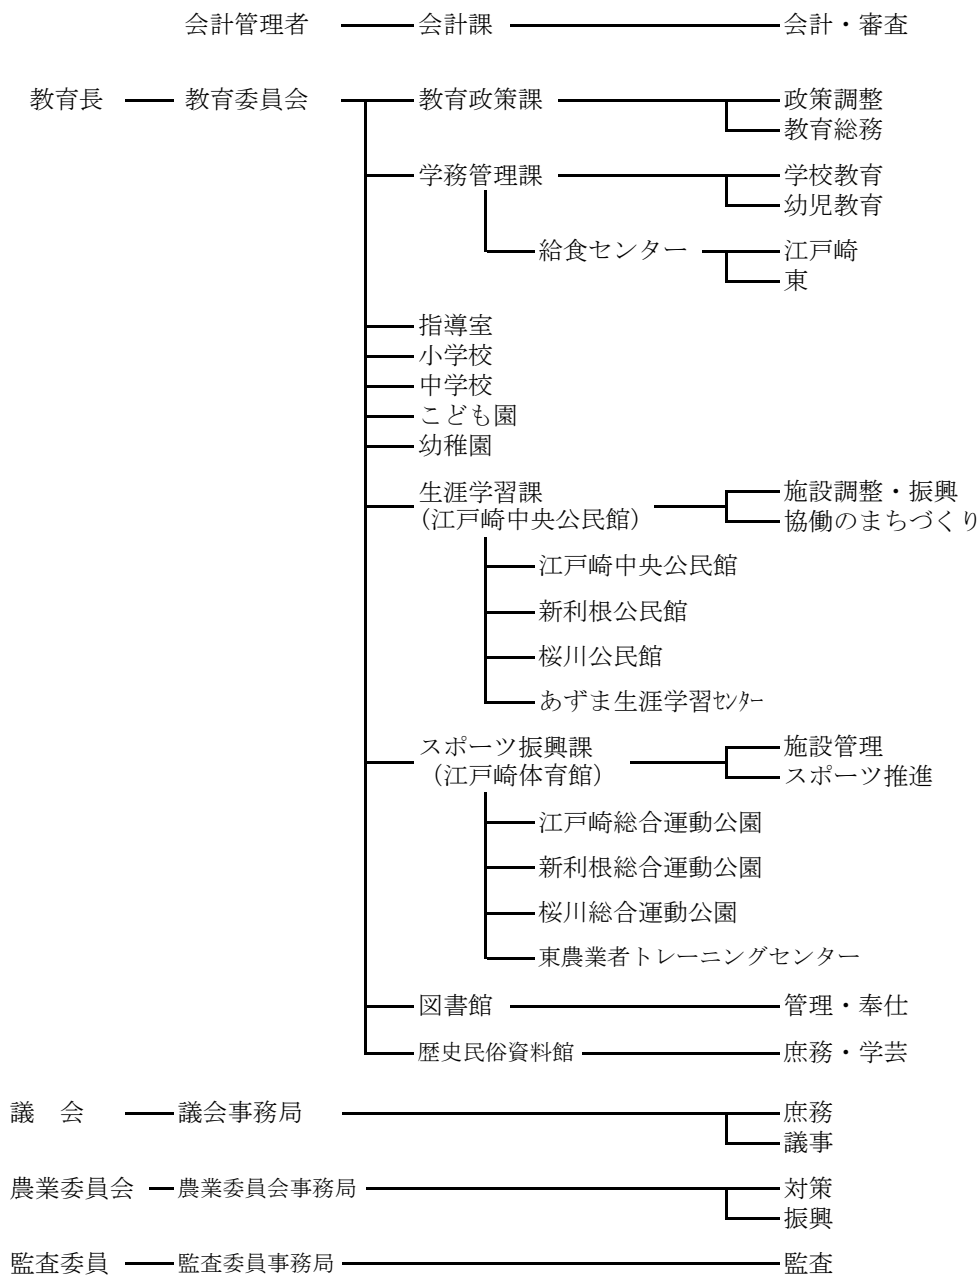 会計管理者 会計課 会計・審査
教育長 教育委員会 教育政策課 政策調整
教育総務
学務管理課 学校教育
幼児教育
給食センター 江戸崎
東
指導室
小学校
中学校
こども園
幼稚園
生涯学習課 施設調整・振興
(江戸崎中央公民館) 協働のまちづくり
江戸崎中央公民館
新利根公民館
桜川公民館
あずま生涯学習ｾﾝﾀｰ
スポーツ振興課 施設管理
(江戸崎体育館) スポーツ推進
江戸崎総合運動公園
新利根総合運動公園
桜川総合運動公園
東農業者トレーニングセンター
図書館 管理・奉仕
歴史民俗資料館 庶務・学芸
議　会 議会事務局 庶務
議事
農業委員会 農業委員会事務局 対策
振興
監査委員 監査委員事務局 監査